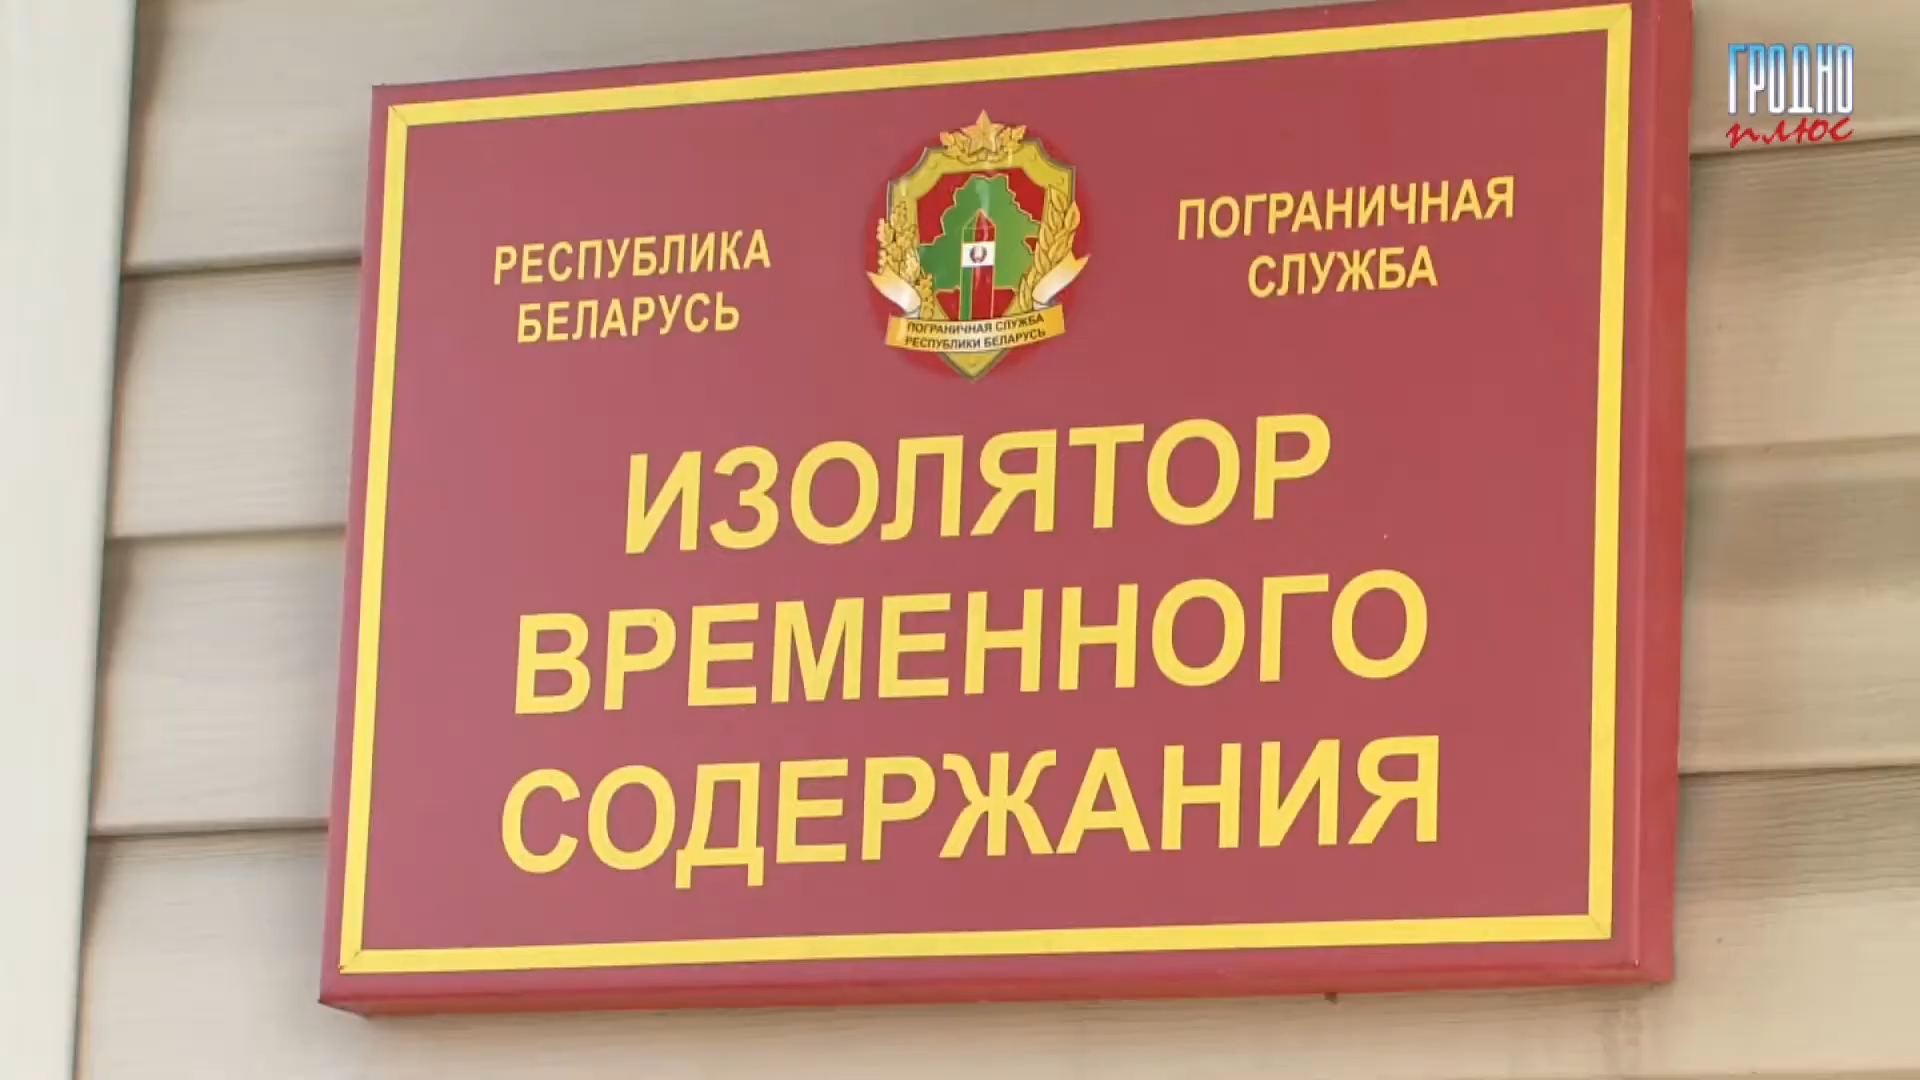 ГРОДНО
плюс
РЕСПУБЛИКА
БЕЛАРУСЬ
ПОГРАНИЧНАЯ СЛУЖБА
РЕСПУБЛИКИ БЕЛАРУСЬ
ПОГРАНИЧНАЯ
СЛУЖБА
ИЗОЛЯТОР
ВРЕМЕННОГО
СОДЕРЖАНИЯ